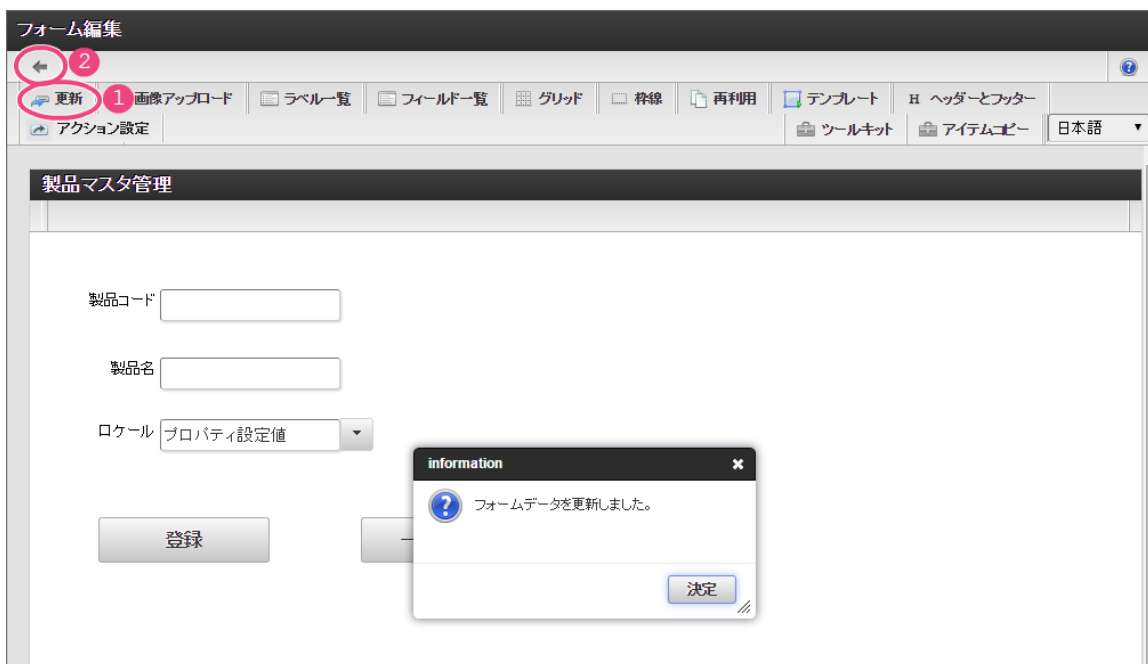 フォーム編集
2
更新 1 画像アップロード ラベル一覧 フィールド一覧 グリッド 枠線 再利用 テンプレート H ヘッダーとフッター
アクション設定 ツールキット アイテムコピー 日本語
製品マスタ管理
製品コード
製品名
ロケール プロパティ設定値
information
フォームデータを更新しました。
登録 一
決定